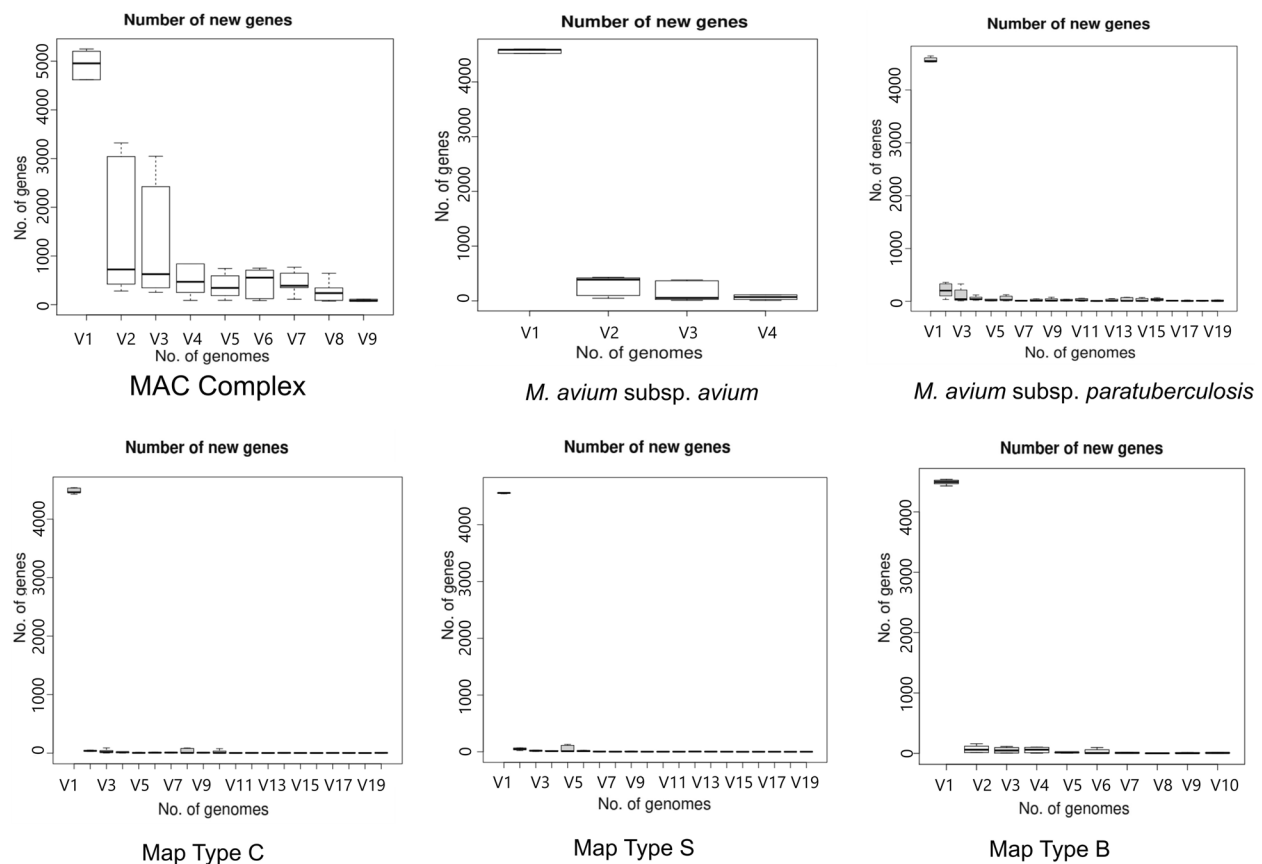 Number of new genes
No. of genes
5000
4000
3000
2000
1000
0
V1 V2 V3 V4 V5 V6 V7 V8 V9
No. of genomes
MAC Complex
Number of new genes
No. of genes
4000
3000
2000
1000
0
V1 V2 V3 V4
No. of genomes
M. avium subsp. avium
Number of new genes
No. of genes
4000
3000
2000
1000
0
V1 V3 V5 V7 V9 V11 V13 V15 V17 V19
No. of genomes
M. avium subsp. paratuberculosis
Number of new genes
No. of genes
4000
3000
2000
1000
0
V1 V3 V5 V7 V9 V11 V13 V15 V17 V19
No. of genomes
Map Type C
Number of new genes
No. of genes
4000
3000
2000
1000
0
V1 V3 V5 V7 V9 V11 V13 V15 V17 V19
No. of genomes
Map Type S
Number of new genes
No. of genes
4000
3000
2000
1000
0
V1 V2 V3 V4 V5 V6 V7 V8 V9 V10
No. of genomes
Map Type B